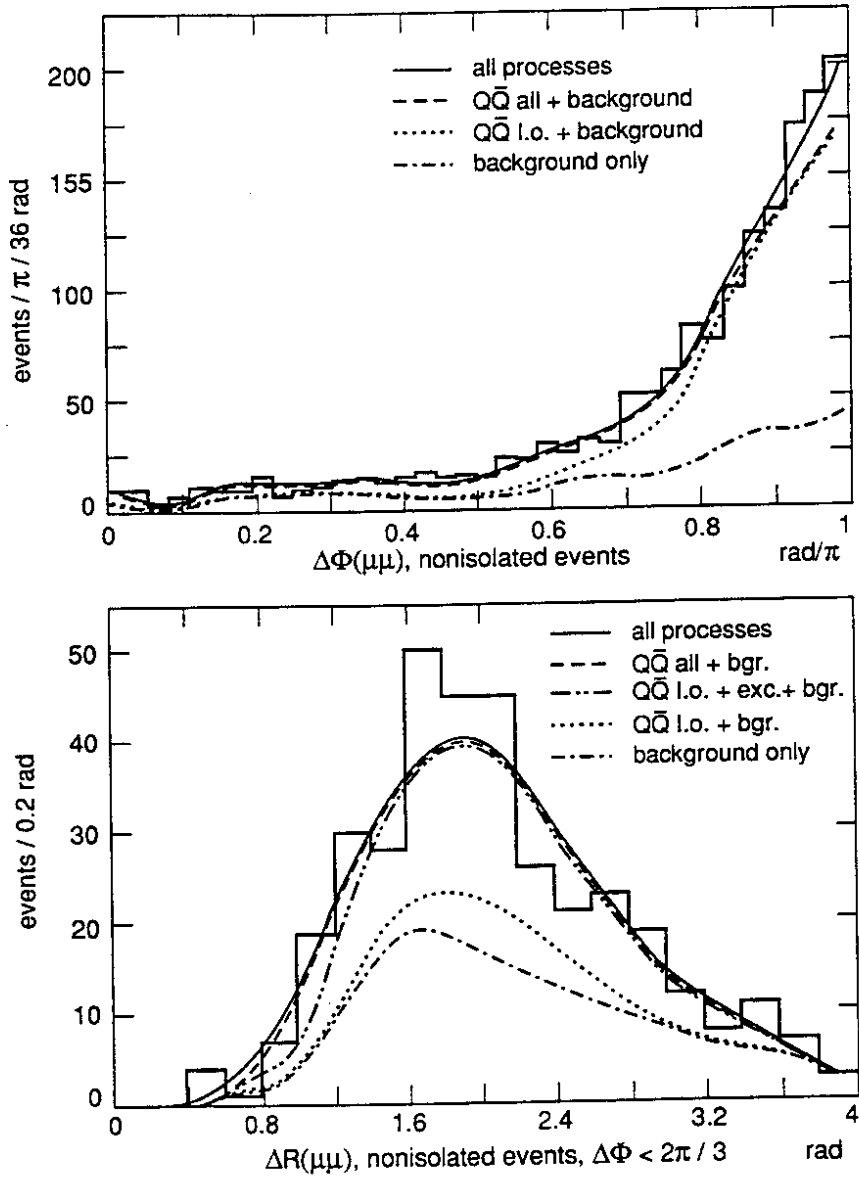 200
155
100
50
0
events / π / 36 rad
all processes
QQ̄ all + background
QQ̄ l.o. + background
background only
0 0.2 0.4 0.6 0.8 1
ΔΦ(μμ), nonisolated events rad/π
50
40
30
20
10
0
events / 0.2 rad
all processes
QQ̄ all + bgr.
QQ̄ l.o. + exc.+ bgr.
QQ̄ l.o. + bgr.
background only
0 0.8 1.6 2.4 3.2 4
ΔR(μμ), nonisolated events, ΔΦ < 2π / 3 rad